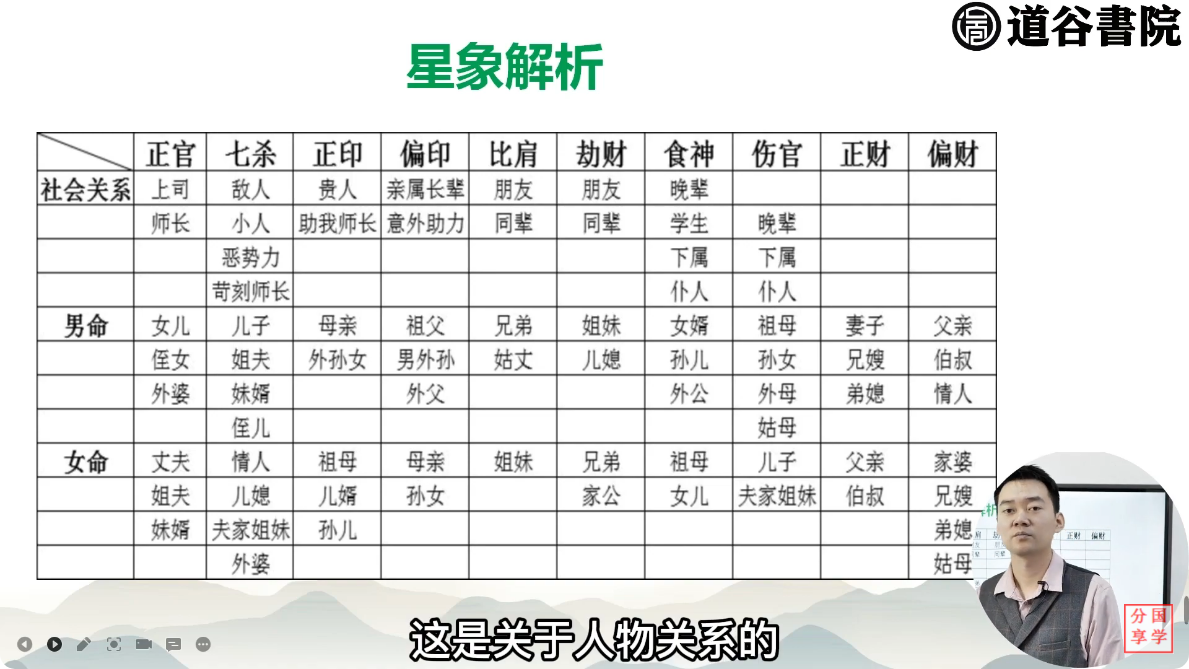 道谷書院
星象解析
正官 七杀 正印 偏印 比肩 劫财 食神 伤官 正财 偏财
社会关系 上司 敌人 贵人 亲属长辈 朋友 朋友 晚辈
师长 小人 助我师长 意外助力 同辈 同辈 学生 晚辈
恶势力 下属 下属
苛刻师长 仆人 仆人
男命 女儿 儿子 母亲 祖父 兄弟 姐妹 女婿 祖母 妻子 父亲
侄女 姐夫 外孙女 男外孙 姑丈 儿媳 孙儿 孙女 兄嫂 伯叔
外婆 妹婿 外父 外公 外母 弟媳 情人
侄儿 姑母
女命 丈夫 情人 祖母 母亲 姐妹 兄弟 祖母 儿子 父亲 家婆
姐夫 儿媳 儿婿 孙女 家公 女儿 夫家姐妹 伯叔 兄嫂
妹婿 夫家姐妹 孙儿 弟媳
外婆 姑母
正财 偏财
分国
享学
这是关于人物关系的